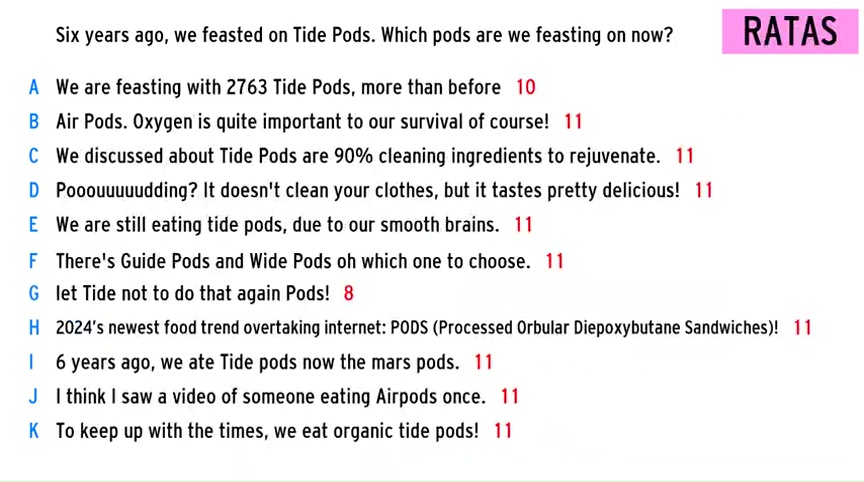 Six years ago, we feasted on Tide Pods. Which pods are we feasting on now?
RATAS
A We are feasting with 2763 Tide Pods, more than before 10
B Air Pods. Oxygen is quite important to our survival of course! 11
C We discussed about Tide Pods are 90% cleaning ingredients to rejuvenate. 11
D Pooouuuuudding? It doesn't clean your clothes, but it tastes pretty delicious! 11
E We are still eating tide pods, due to our smooth brains. 11
F There's Guide Pods and Wide Pods oh which one to choose. 11
G let Tide not to do that again Pods! 8
H 2024's newest food trend overtaking internet: PODS (Processed Orbular Diepoxybutane Sandwiches)! 11
I 6 years ago, we ate Tide pods now the mars pods. 11
J I think I saw a video of someone eating Airpods once. 11
K To keep up with the times, we eat organic tide pods! 11